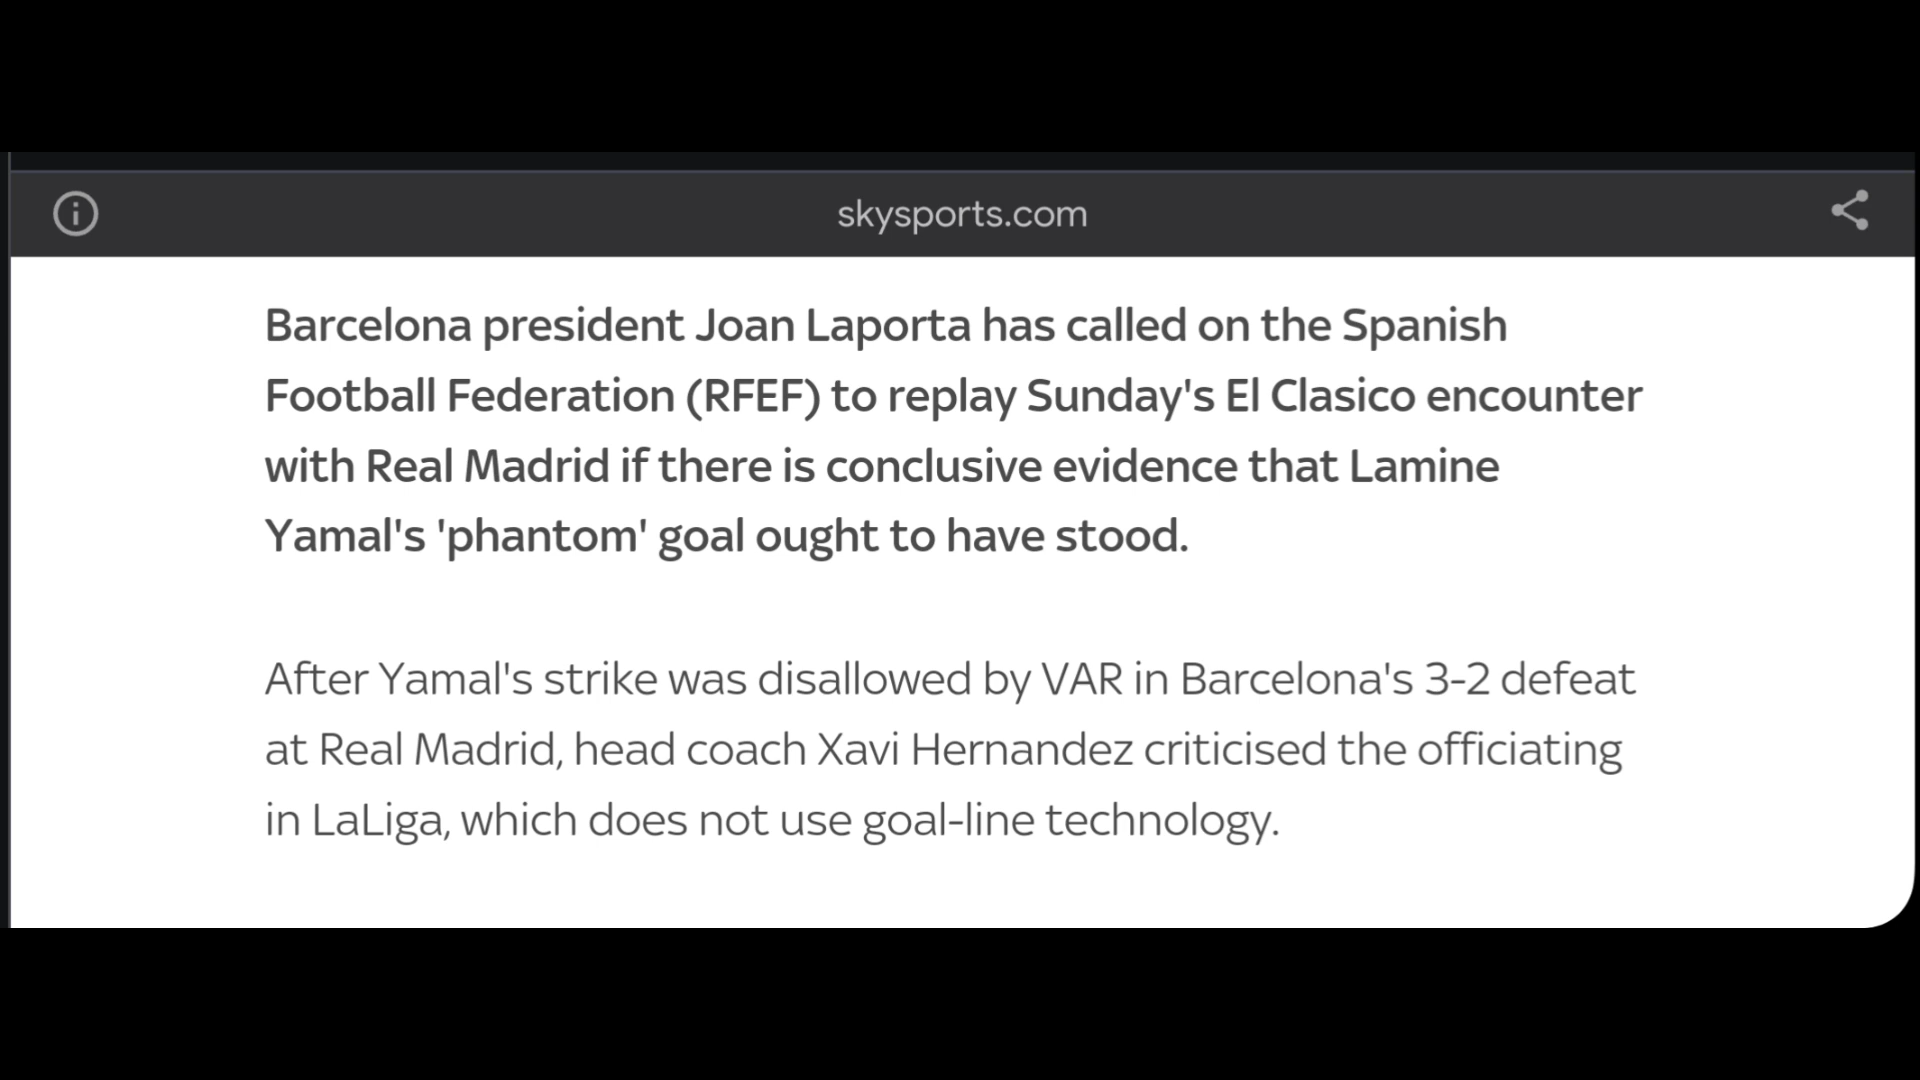 skysports.com
Barcelona president Joan Laporta has called on the Spanish
Football Federation (RFEF) to replay Sunday's El Clasico encounter
with Real Madrid if there is conclusive evidence that Lamine
Yamal's 'phantom' goal ought to have stood.
After Yamal's strike was disallowed by VAR in Barcelona's 3-2 defeat
at Real Madrid, head coach Xavi Hernandez criticised the officiating
in LaLiga, which does not use goal-line technology.